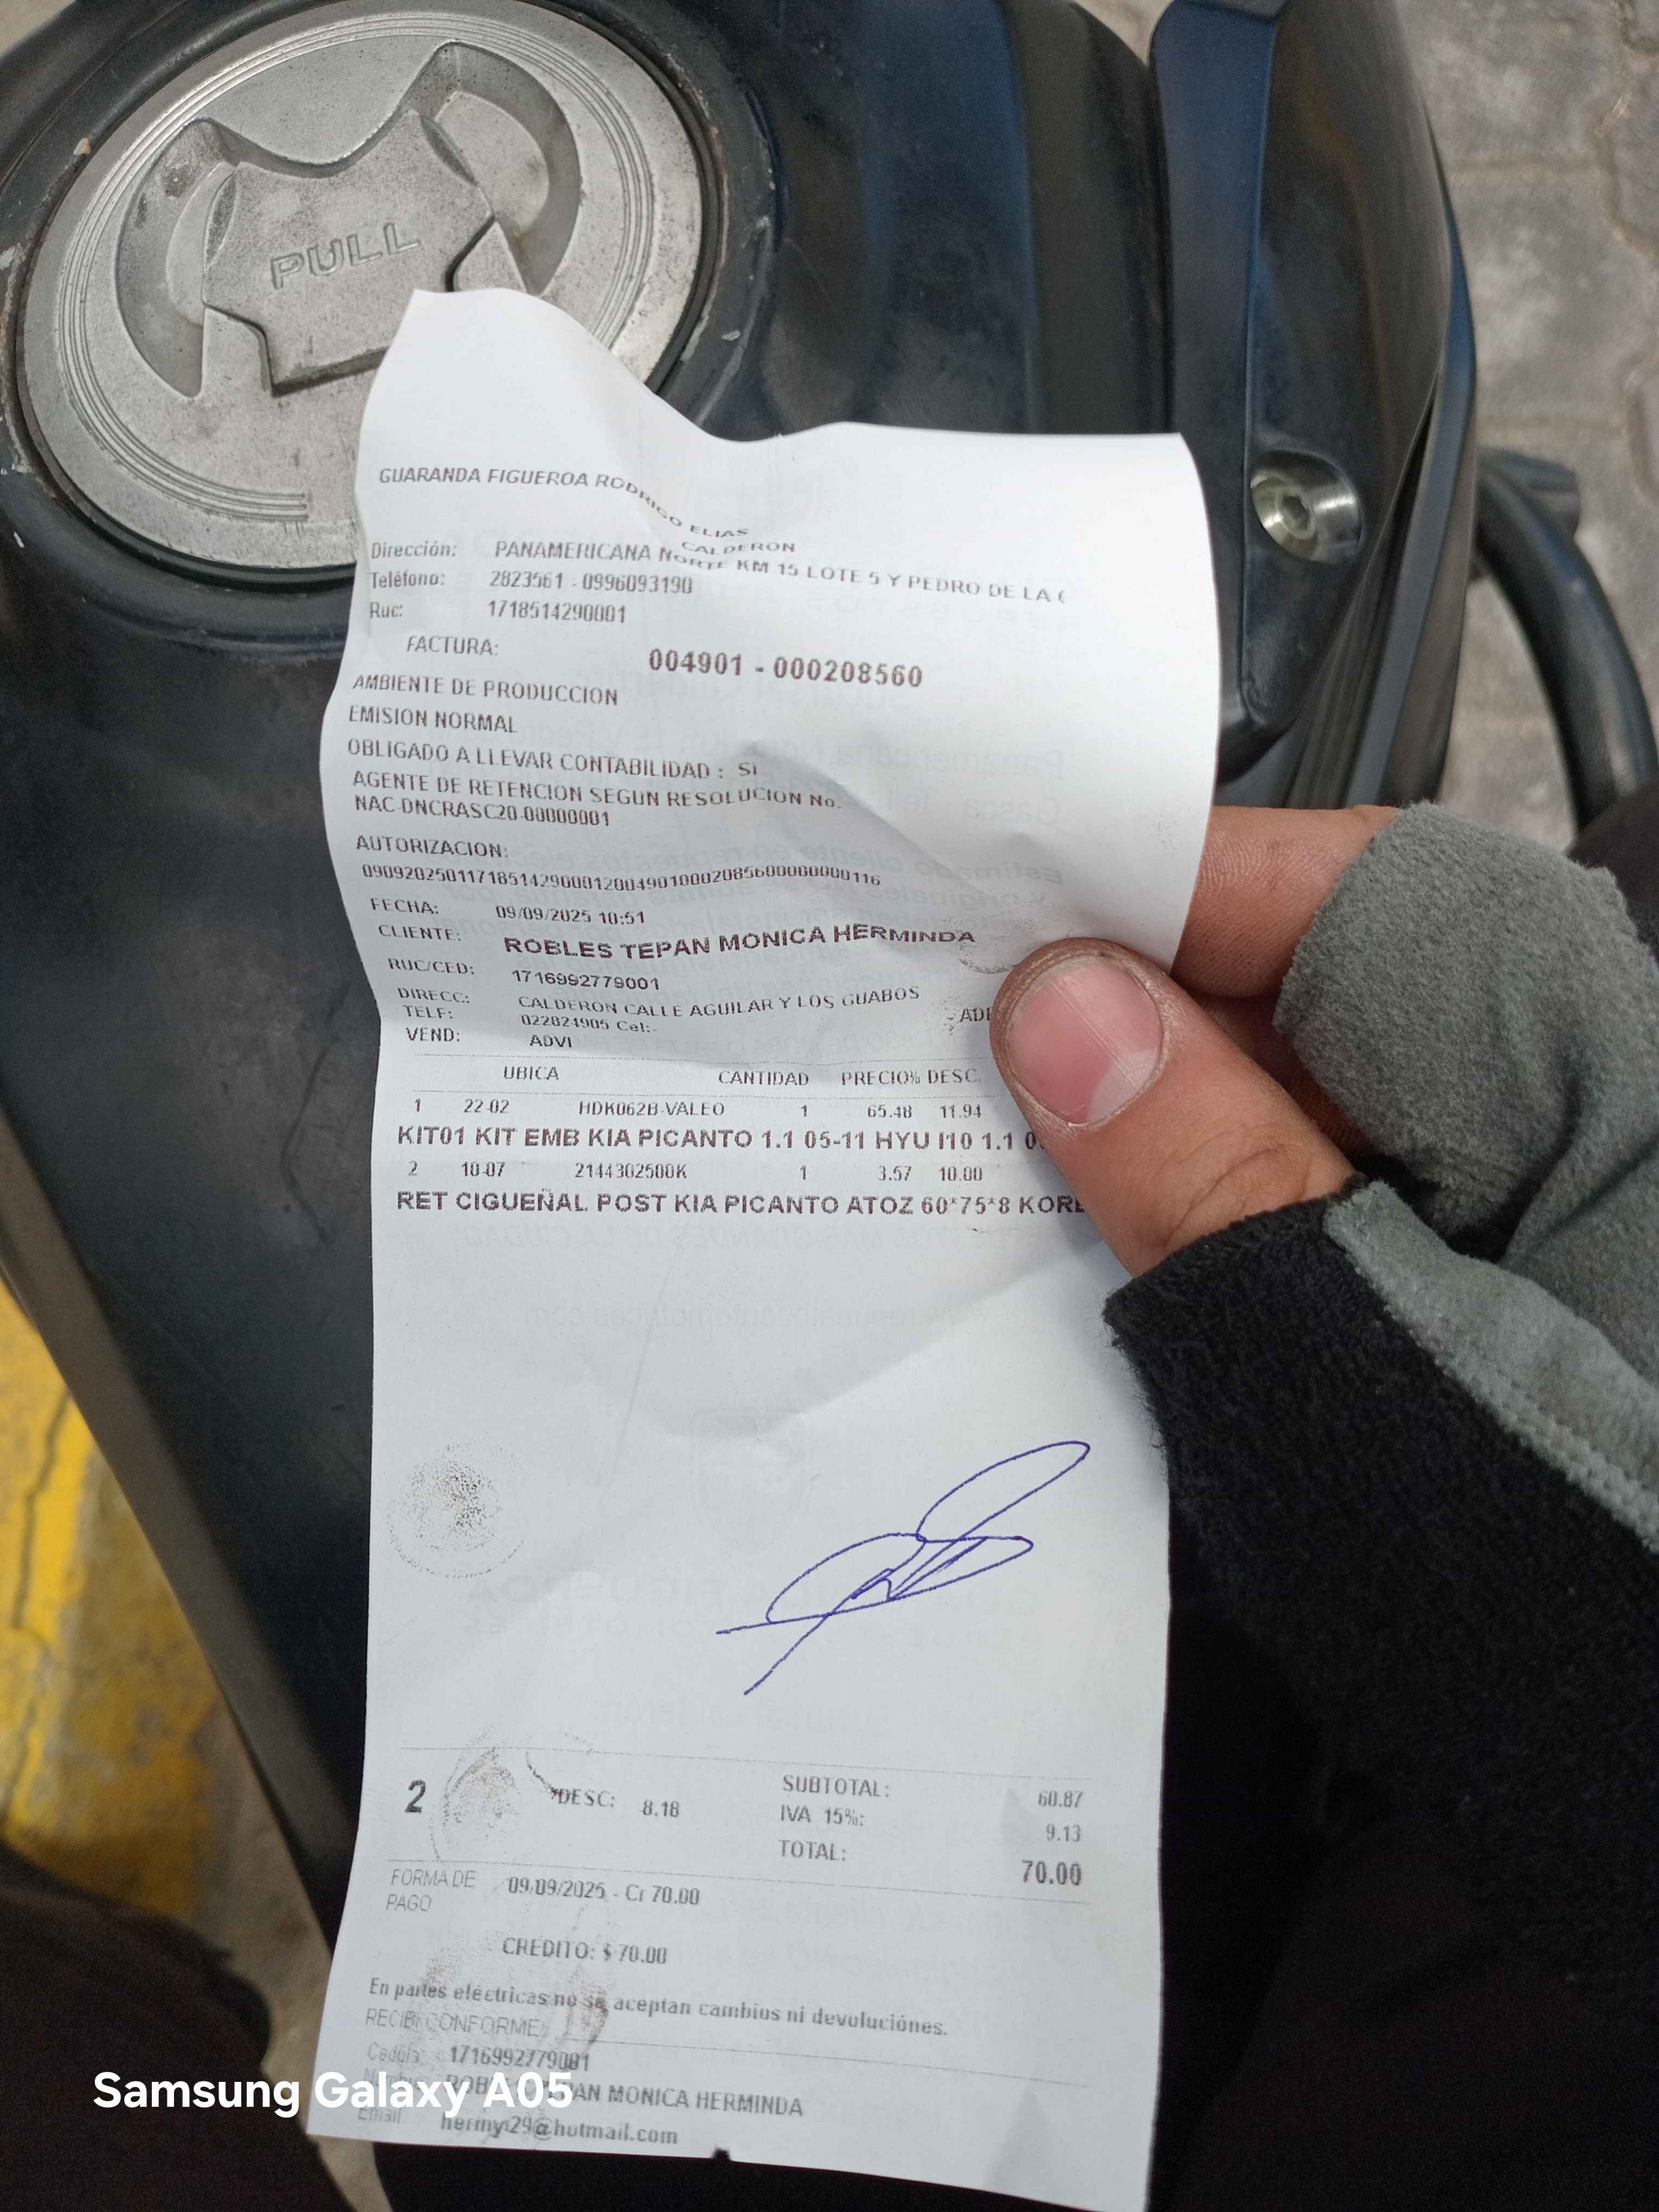 PULL
GUARANDA FIGUEROA RODRIGO ELIAS
CALDERON
Dirección: PANAMERICANA NORTE KM 15 LOTE 5 Y PEDRO DE LA
Teléfono: 2823561 - 0996093190
Ruc: 1718514290001
FACTURA: 004901 - 000208560
AMBIENTE DE PRODUCCION
EMISION NORMAL
OBLIGADO A LLEVAR CONTABILIDAD : SI
AGENTE DE RETENCION SEGUN RESOLUCION No.
NAC-DNCRASC20-00000001
AUTORIZACION:
0909202501171851429000120049010002085600000000116
FECHA: 09/09/2025 10:51
CLIENTE: ROBLES TEPAN MONICA HERMINDA
RUC/CED: 1716992779001
DIRECC: CALDERON CALLE AGUILAR Y LOS GUABOS
TELF: 022824905 Cel:-
VEND: ADVI
UBICA CANTIDAD PRECIO% DESC.
1 22-02 HDK062B-VALEO 1 65.48 11.94
KIT01 KIT EMB KIA PICANTO 1.1 05-11 HYU I10 1.1
2 10-07 2144302500K 1 3.57 10.00
RET CIGUEÑAL POST KIA PICANTO ATOZ 60*75*8
2 DESC: 8.18 SUBTOTAL: 60.87
IVA 15%: 9.13
TOTAL: 70.00
FORMA DE PAGO 09/09/2025 - Cr 70.00
CREDITO: $ 70.00
En partes eléctricas no se aceptan cambios ni devoluciónes.
RECIBI CONFORME
Cedula: 1716992779001
MONICA HERMINDA
Email hermyr29@hotmail.com
Samsung Galaxy A05